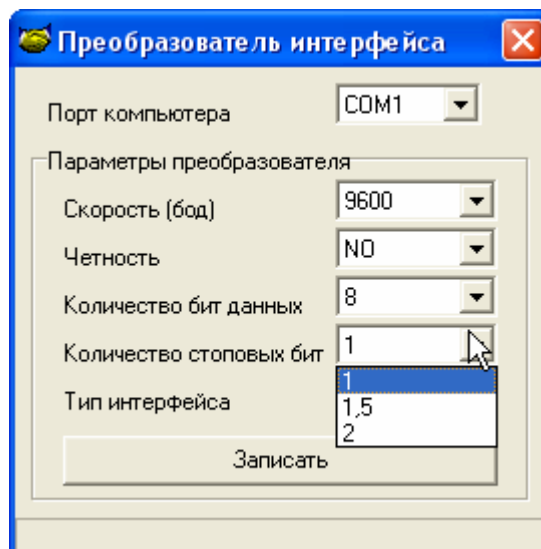 Преобразователь интерфейса
Порт компьютера COM1
Параметры преобразователя
Скорость (бод) 9600
Четность NO
Количество бит данных 8
Количество стоповых бит 1
1
Тип интерфейса 1,5
2
Записать